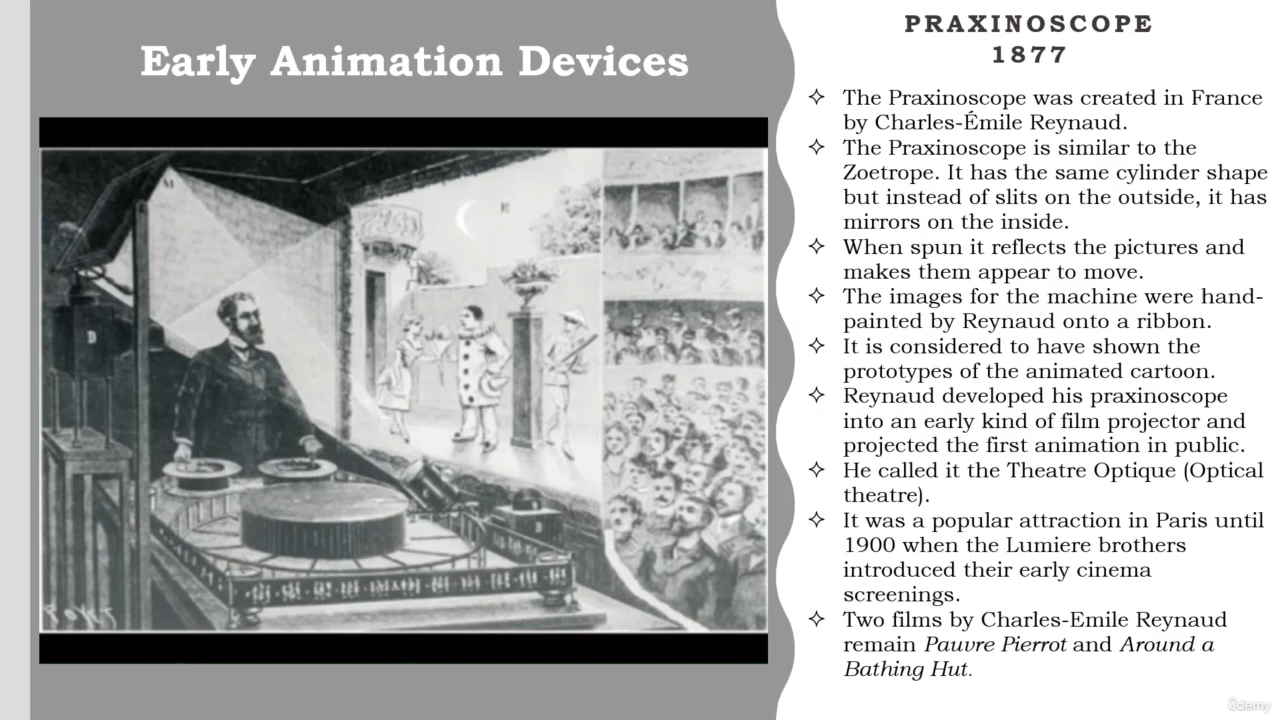 Early Animation Devices
PRAXINOSCOPE
1877
✧ The Praxinoscope was created in France
by Charles-Émile Reynaud.
✧ The Praxinoscope is similar to the
Zoetrope. It has the same cylinder shape
but instead of slits on the outside, it has
mirrors on the inside.
✧ When spun it reflects the pictures and
makes them appear to move.
✧ The images for the machine were hand-
painted by Reynaud onto a ribbon.
✧ It is considered to have shown the
prototypes of the animated cartoon.
✧ Reynaud developed his praxinoscope
into an early kind of film projector and
projected the first animation in public.
✧ He called it the Theatre Optique (Optical
theatre).
✧ It was a popular attraction in Paris until
1900 when the Lumiere brothers
introduced their early cinema
screenings.
✧ Two films by Charles-Emile Reynaud
remain Pauvre Pierrot and Around a
Bathing Hut.
M
D
POYET
ûdemy